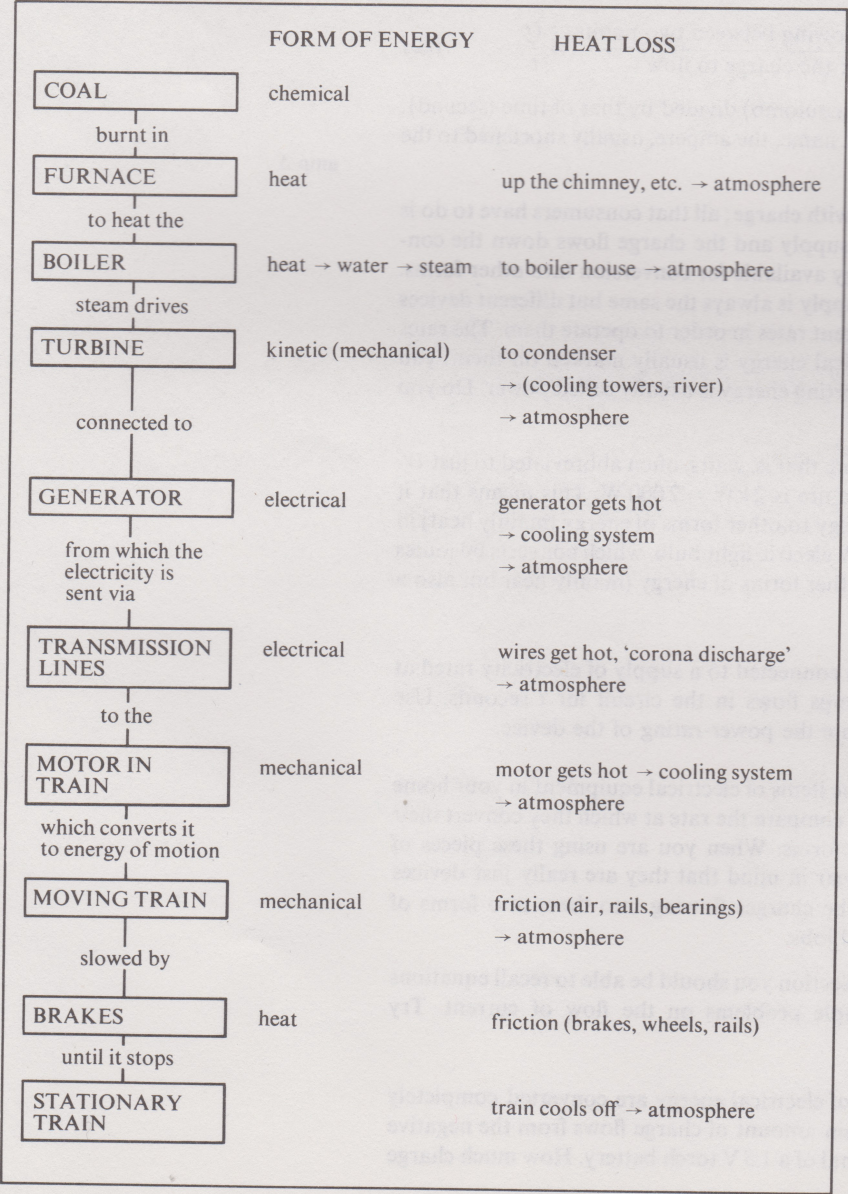 FORM OF ENERGY HEAT LOSS
COAL chemical
burnt in
FURNACE heat up the chimney, etc. → atmosphere
to heat the
BOILER heat → water → steam to boiler house → atmosphere
steam drives
TURBINE kinetic (mechanical) to condenser
→ (cooling towers, river)
→ atmosphere
connected to
GENERATOR electrical generator gets hot
→ cooling system
→ atmosphere
from which the
electricity is
sent via
TRANSMISSION
LINES
electrical wires get hot, ‘corona discharge’
→ atmosphere
to the
MOTOR IN
TRAIN
mechanical motor gets hot → cooling system
→ atmosphere
which converts it
to energy of motion
MOVING TRAIN mechanical friction (air, rails, bearings)
→ atmosphere
slowed by
BRAKES heat friction (brakes, wheels, rails)
until it stops
STATIONARY
TRAIN
train cools off → atmosphere